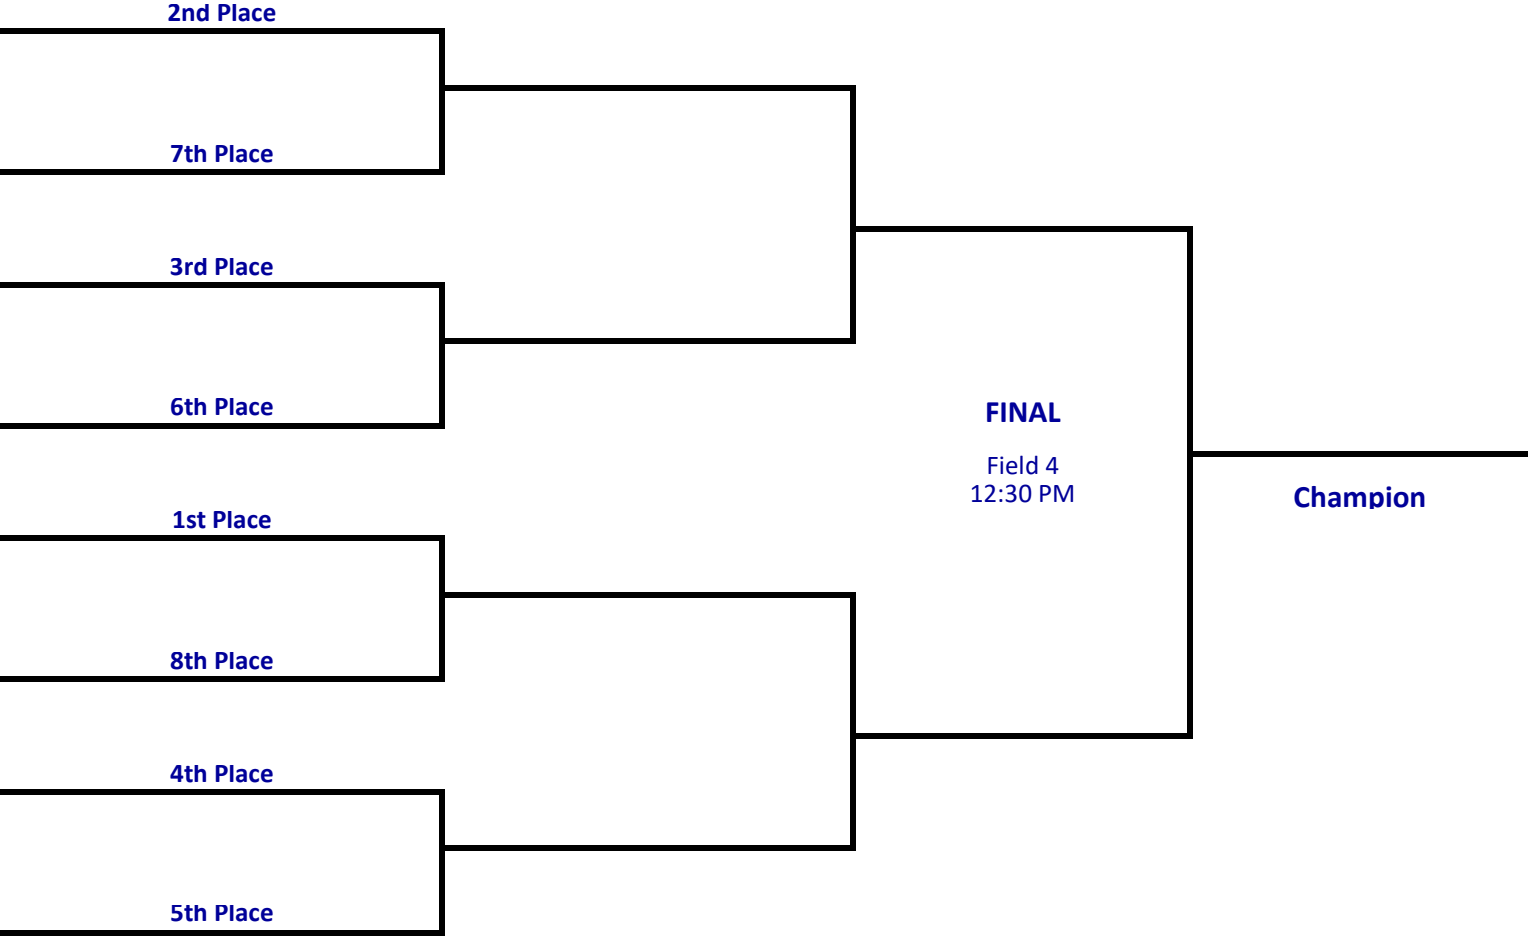 2nd Place
7th Place
3rd Place
6th Place
FINAL
Field 4
12:30 PM
Champion
1st Place
8th Place
4th Place
5th Place